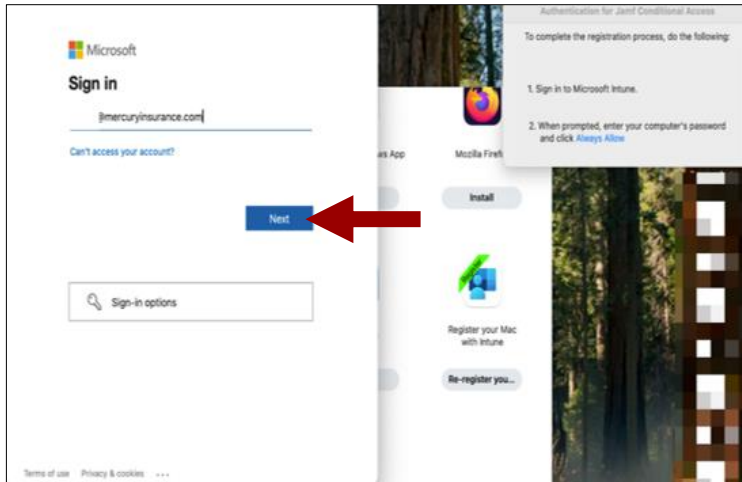 Microsoft
Sign in
@mercuryinsurance.com
Can't access your account?
Next
Sign-in options
Terms of use Privacy & cookies ...
ws App
Mozilla Firef
Install
Register your Mac
with Intune
Re-register you...
Authentication for Jamf Conditional Access
To complete the registration process, do the following:
1. Sign in to Microsoft Intune.
2. When prompted, enter your computer's password
and click Always Allow